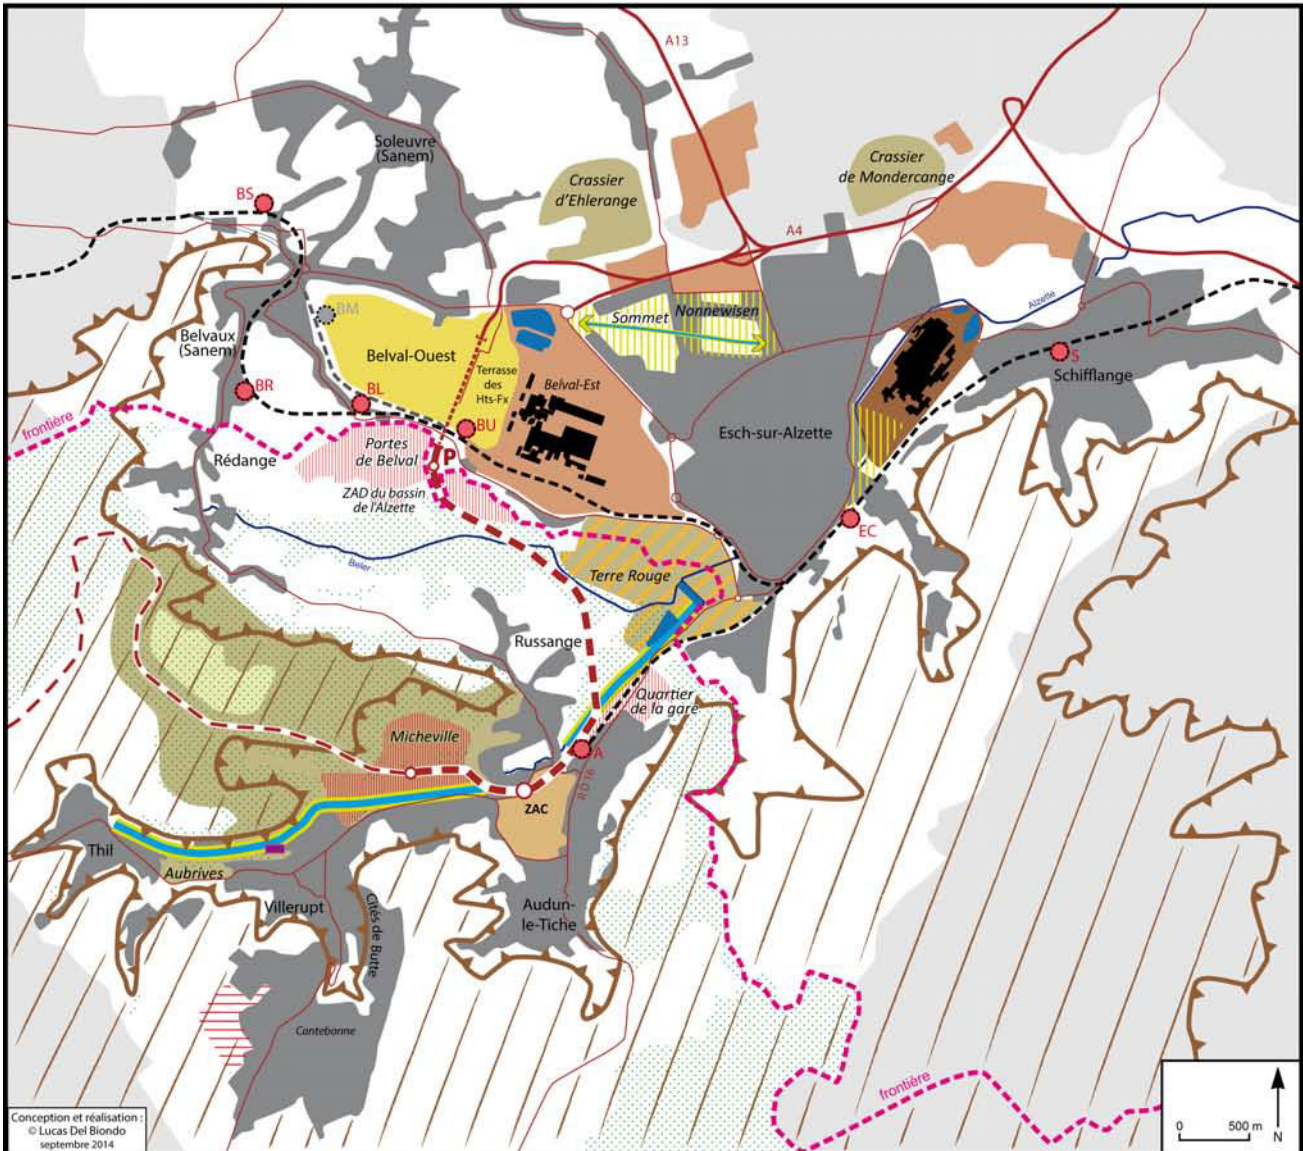 A13
Soleuvre
(Sanem)
Crassier
de Mondercange
Crassier
d'Ehlerange
BS
A4
Alzette
BM
Sommet
Nonnewisen
Belvaux
(Sanem)
Belval-Ouest
S
Schifflange
Terrasse
des
Hts-Fx
Belval-Est
BR
BL
BU
Esch-sur-Alzette
frontière
Portes
de Belval
P
Rédange
ZAD du bassin
de l'Alzette
EC
Beler
Terre Rouge
Russange
Quartier
de la gare
Micheville
A
RD16
ZAC
Thil
Aubrives
Villerupt
Cités de Butte
Audun-
le-Tiche
Cantebonne
frontière
Conception et réalisation :
© Lucas Del Biondo
septembre 2014
0 500 m
N